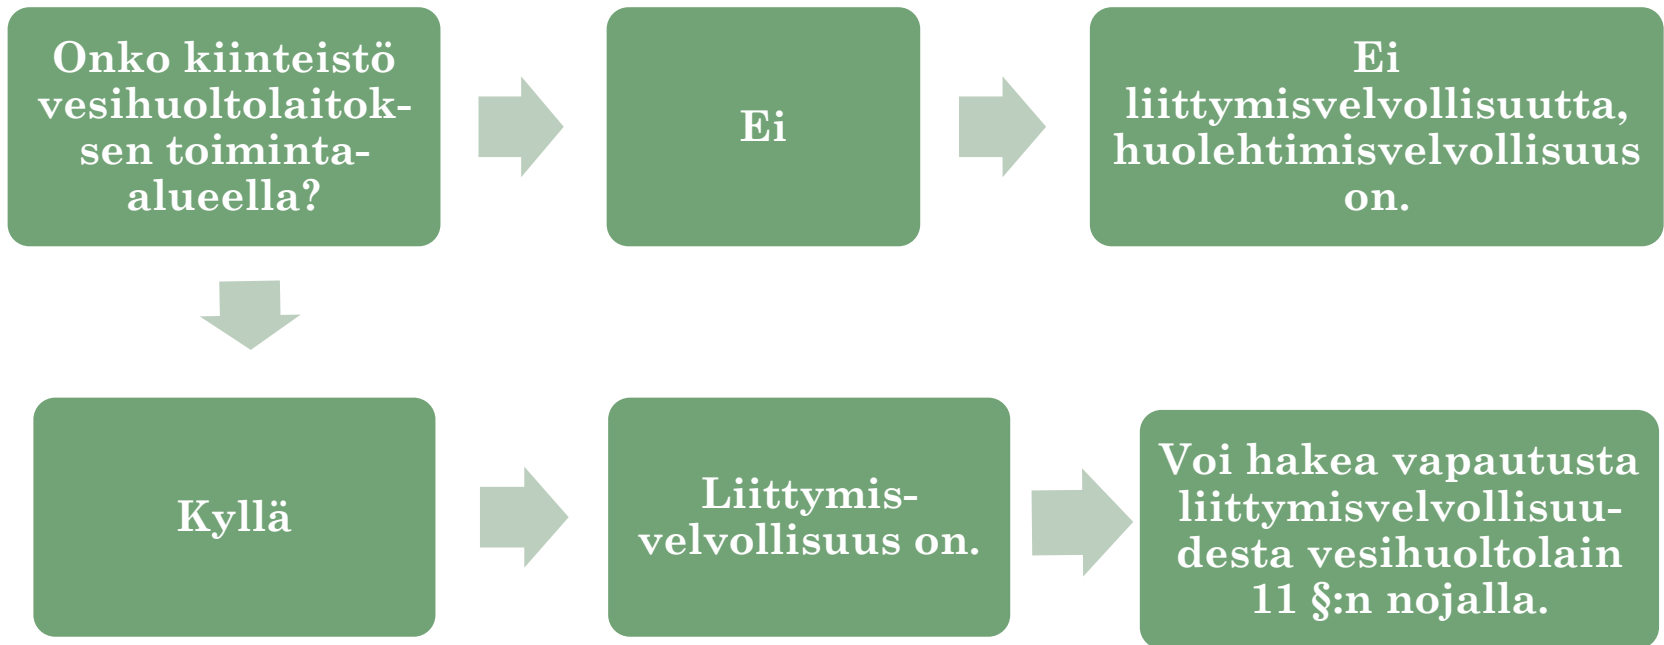 Onko kiinteistö
vesihuoltolaitok-
sen toiminta-
alueella?
Ei
Ei
liittymisvelvollisuutta,
huolehtimisvelvollisuus
on.
Kyllä
Liittymis-
velvollisuus on.
Voi hakea vapautusta
liittymisvelvollisuu-
desta vesihuoltolain
11 §:n nojalla.